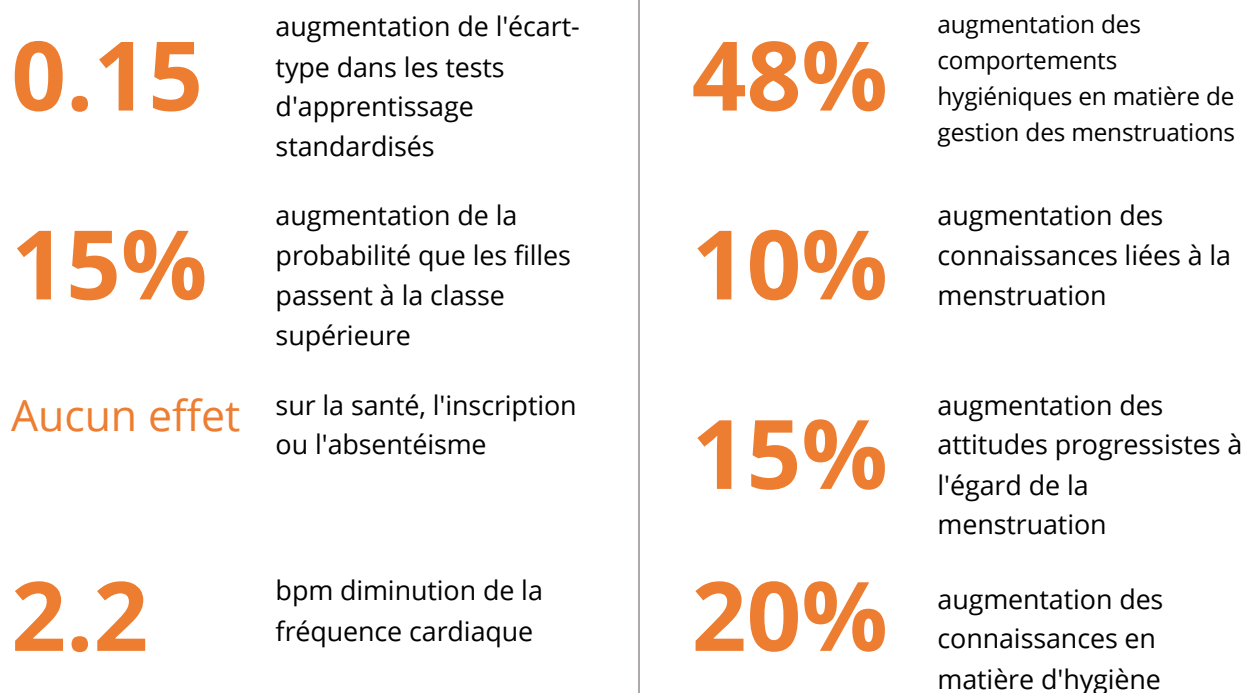 0.15
augmentation de l'écart-
type dans les tests
d'apprentissage
standardisés
15%
augmentation de la
probabilité que les filles
passent à la classe
supérieure
Aucun effet
sur la santé, l'inscription
ou l'absentéisme
2.2
bpm diminution de la
fréquence cardiaque
48%
augmentation des
comportements
hygiéniques en matière de
gestion des menstruations
10%
augmentation des
connaissances liées à la
menstruation
15%
augmentation des
attitudes progressistes à
l'égard de la
menstruation
20%
augmentation des
connaissances en
matière d'hygiène